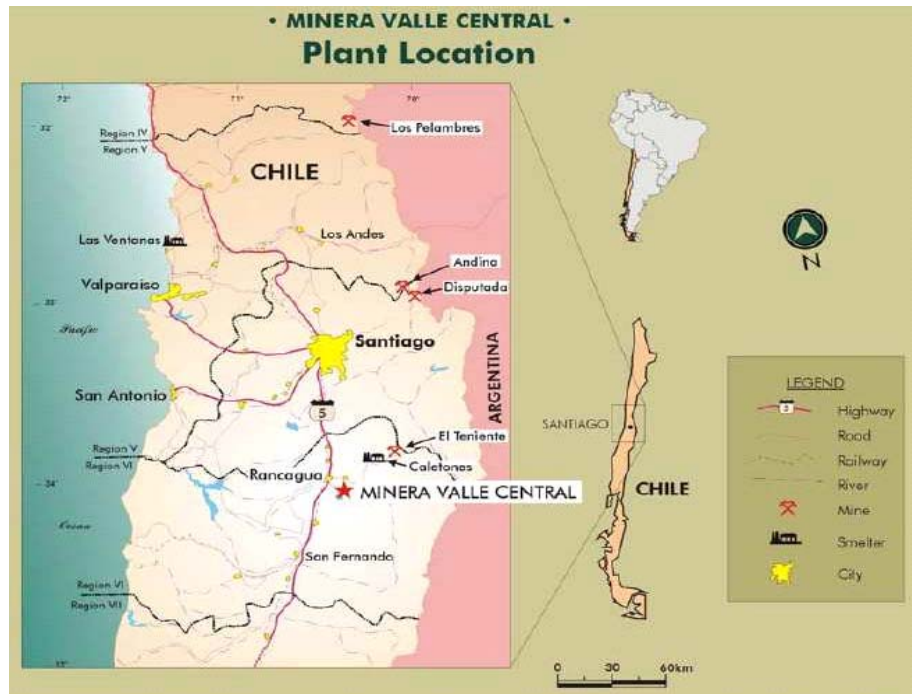 • MINERA VALLE CENTRAL •
Plant Location
72°
71°
70°
32°
Region IV
Region V
Los Pelambres
CHILE
Las Ventanas
Los Andes
Andina
Valparaiso
Disputada
33°
Pacific
Santiago
ARGENTINA
San Antonio
5
El Teniente
Region V
Region VI
Caletones
Rancagua
34°
MINERA VALLE CENTRAL
Ocean
San Fernando
Region VI
Region VII
N
SANTIAGO
CHILE
LEGEND
Highway
Road
Railway
River
Mine
Smelter
City
0 30 60km